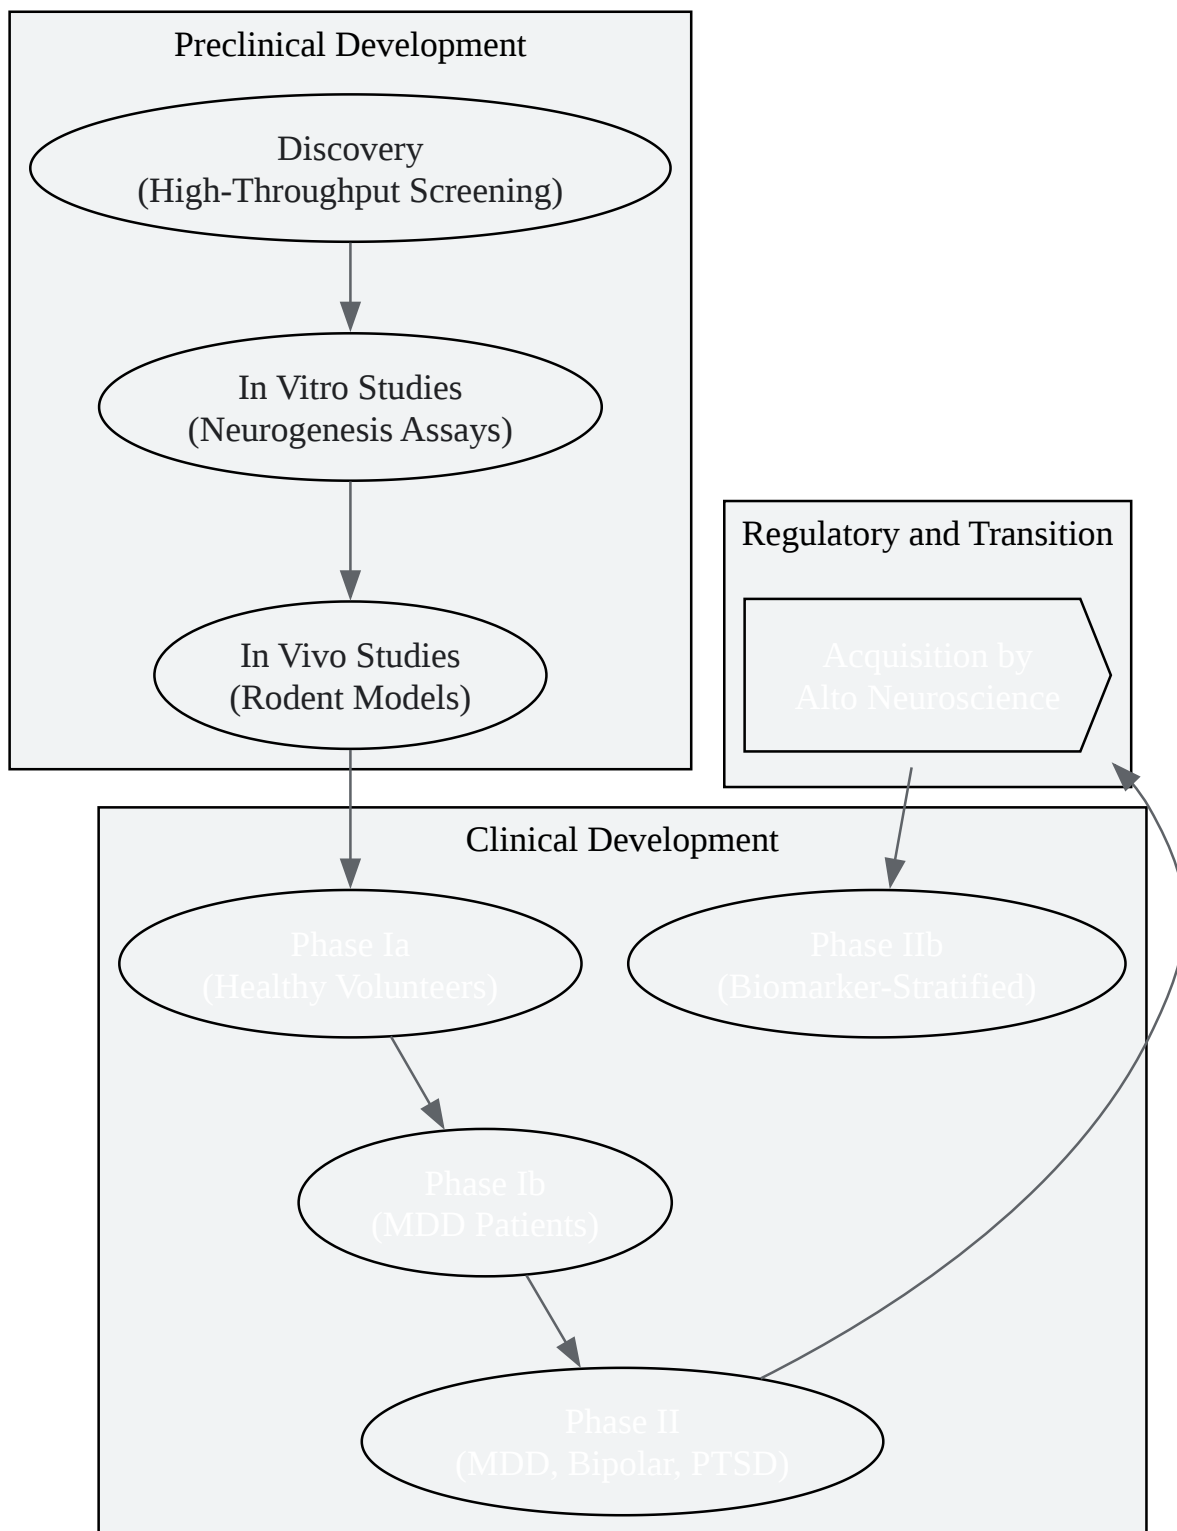 Preclinical Development
Discovery
(High-Throughput Screening)
In Vitro Studies
(Neurogenesis Assays)
In Vivo Studies
(Rodent Models)
Regulatory and Transition
Acquisition by
Alto Neuroscience
Clinical Development
Phase Ia
(Healthy Volunteers)
Phase IIb
(Biomarker-Stratified)
Phase Ib
(MDD Patients)
Phase II
(MDD, Bipolar, PTSD)